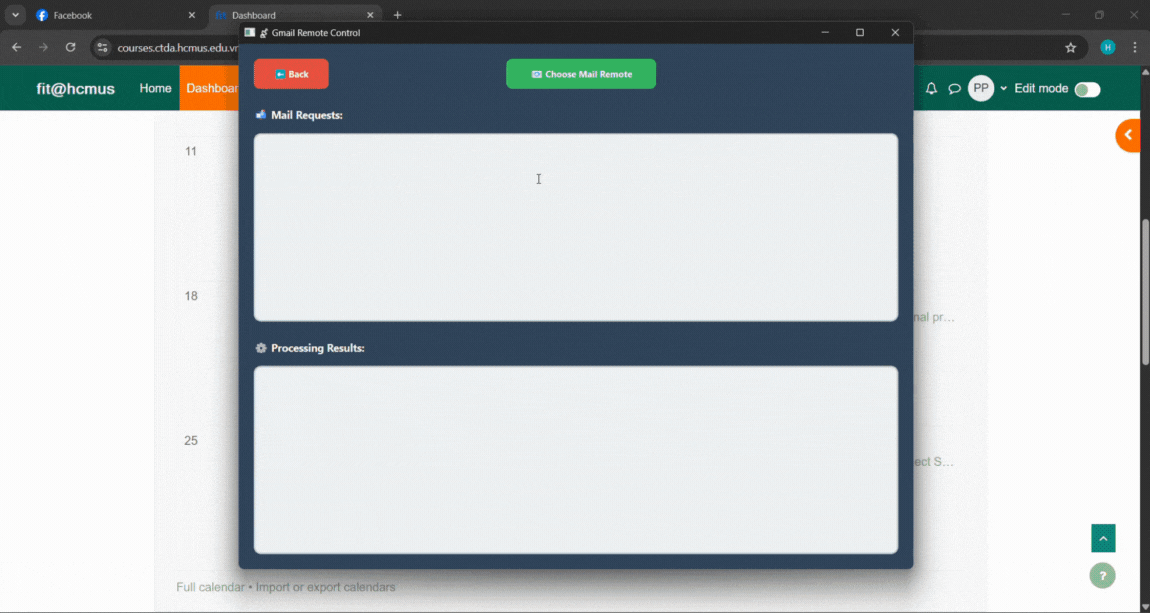 Facebook
Dashboard
Gmail Remote Control
courses.ctda.hcmus.edu.vn
H
Back
Choose Mail Remote
fit@hcmus
Home
Dashboar
PP
Edit mode
Mail Requests:
11
18
nal pr…
Processing Results:
25
ect S…
Full calendar • Import or export calendars
?